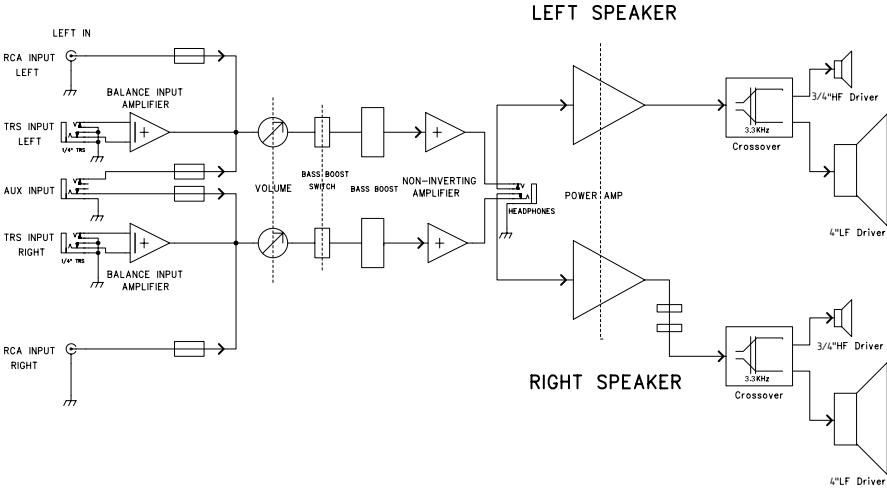 LEFT SPEAKER
LEFT IN
RCA INPUT
LEFT
BALANCE INPUT
AMPLIFIER
TRS INPUT
LEFT
1/4" TRS
AUX INPUT
TRS INPUT
RIGHT
1/4" TRS
BALANCE INPUT
AMPLIFIER
RCA INPUT
RIGHT
VOLUME
BASS BOOST
SWITCH
BASS BOOST
NON-INVERTING
AMPLIFIER
HEADPHONES
POWER AMP
3.3KHz
Crossover
3/4"HF Driver
4"LF Driver
RIGHT SPEAKER
3.3KHz
Crossover
3/4"HF Driver
4"LF Driver